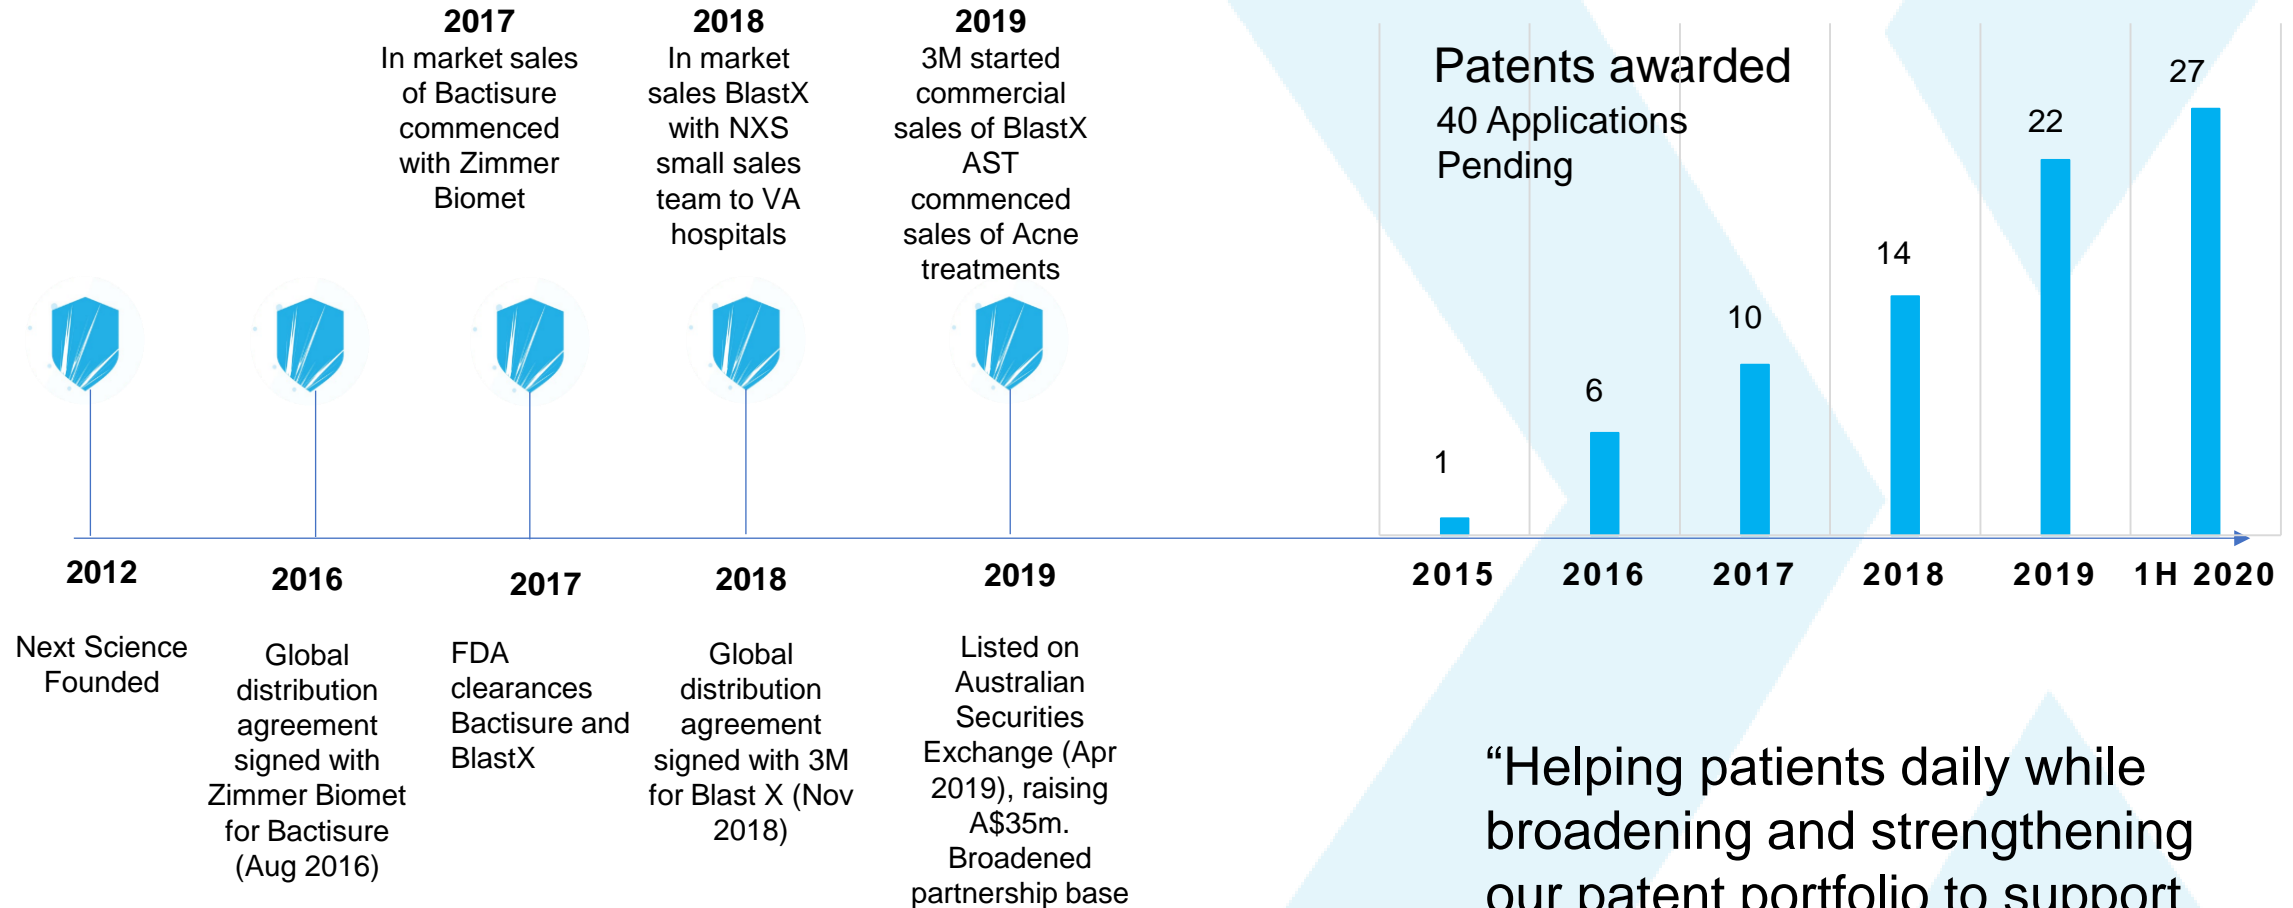 2017
In market sales
of Bactisure
commenced
with Zimmer
Biomet
2018
In market
sales BlastX
with NXS
small sales
team to VA
hospitals
2019
3M started
commercial
sales of BlastX
AST
commenced
sales of Acne
treatments
2012
Next Science
Founded
2016
Global
distribution
agreement
signed with
Zimmer Biomet
for Bactisure
(Aug 2016)
2017
FDA
clearances
Bactisure and
BlastX
2018
Global
distribution
agreement
signed with 3M
for Blast X (Nov
2018)
2019
Listed on
Australian
Securities
Exchange (Apr
2019), raising
A$35m.
Broadened
partnership base
Patents awarded
40 Applications
Pending
1
6
10
14
22
27
2015
2016
2017
2018
2019
1H 2020
“Helping patients daily while
broadening and strengthening
our patent portfolio to support